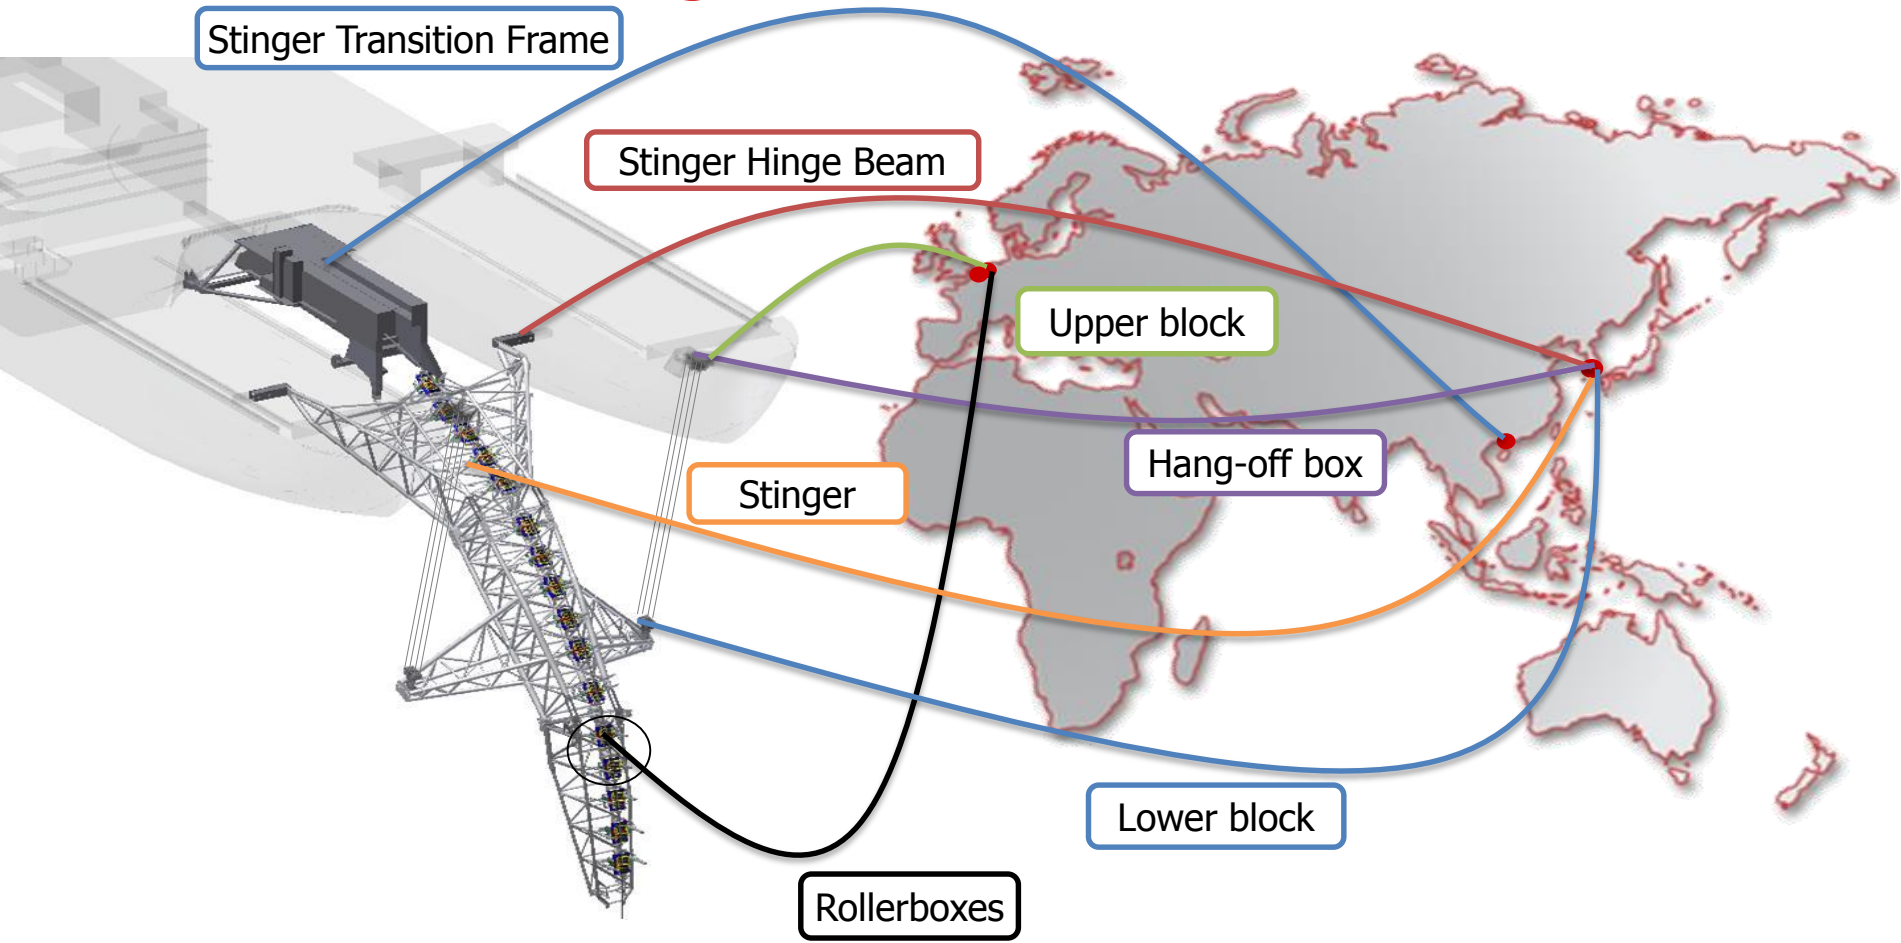 Stinger Transition Frame
Stinger Hinge Beam
Upper block
Hang-off box
Stinger
Lower block
Rollerboxes